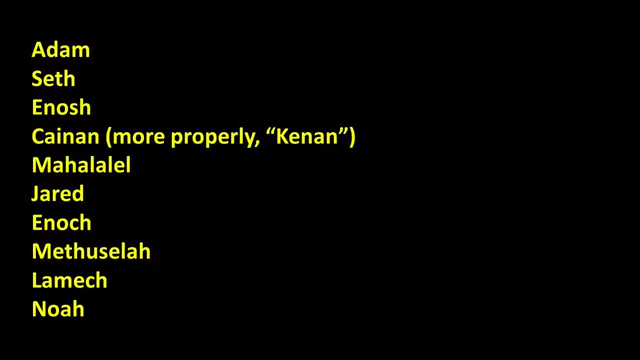 Adam
Seth
Enosh
Cainan (more properly, “Kenan”)
Mahalalel
Jared
Enoch
Methuselah
Lamech
Noah